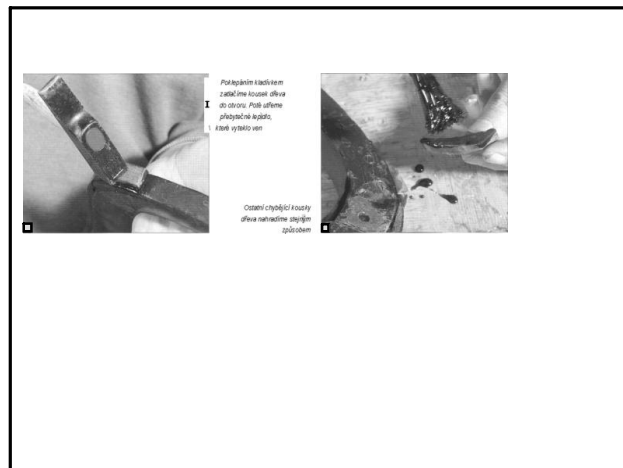 Poklepáním kladívkem
zatlačíme kousek dřeva
do otvoru. Poté utřeme
přebytečné lepidlo,
které vyteklo ven
Ostatní chybějící kousky
dřeva nahradíme stejným
způsobem